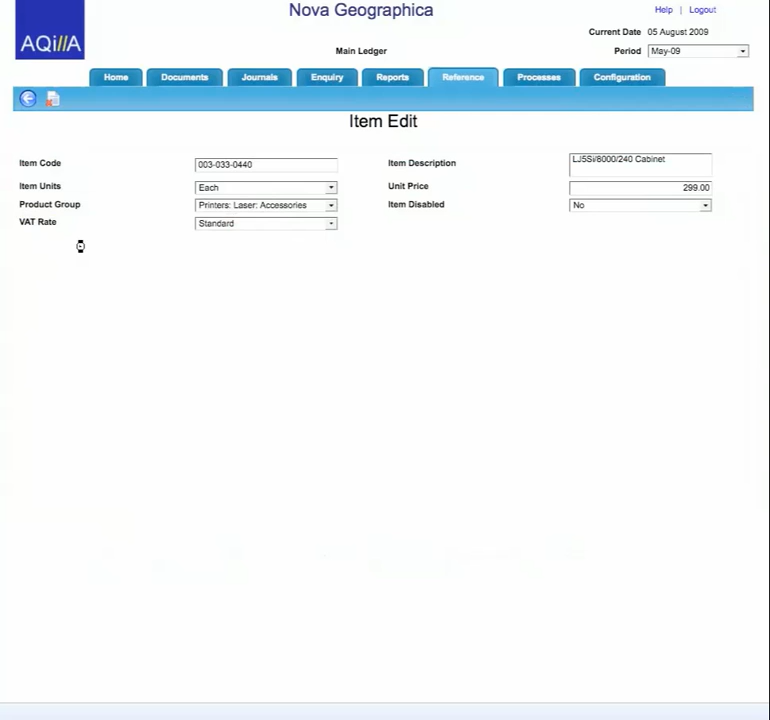 Nova Geographica
Help | Logout
AQillA
Current Date 05 August 2009
Main Ledger
Period May-09
Home Documents Journals Enquiry Reports Reference Processes Configuration
Item Edit
Item Code 003-033-0440 Item Description LJ5Si/8000/240 Cabinet
Item Units Each Unit Price 299.00
Product Group Printers: Laser: Accessories Item Disabled No
VAT Rate Standard